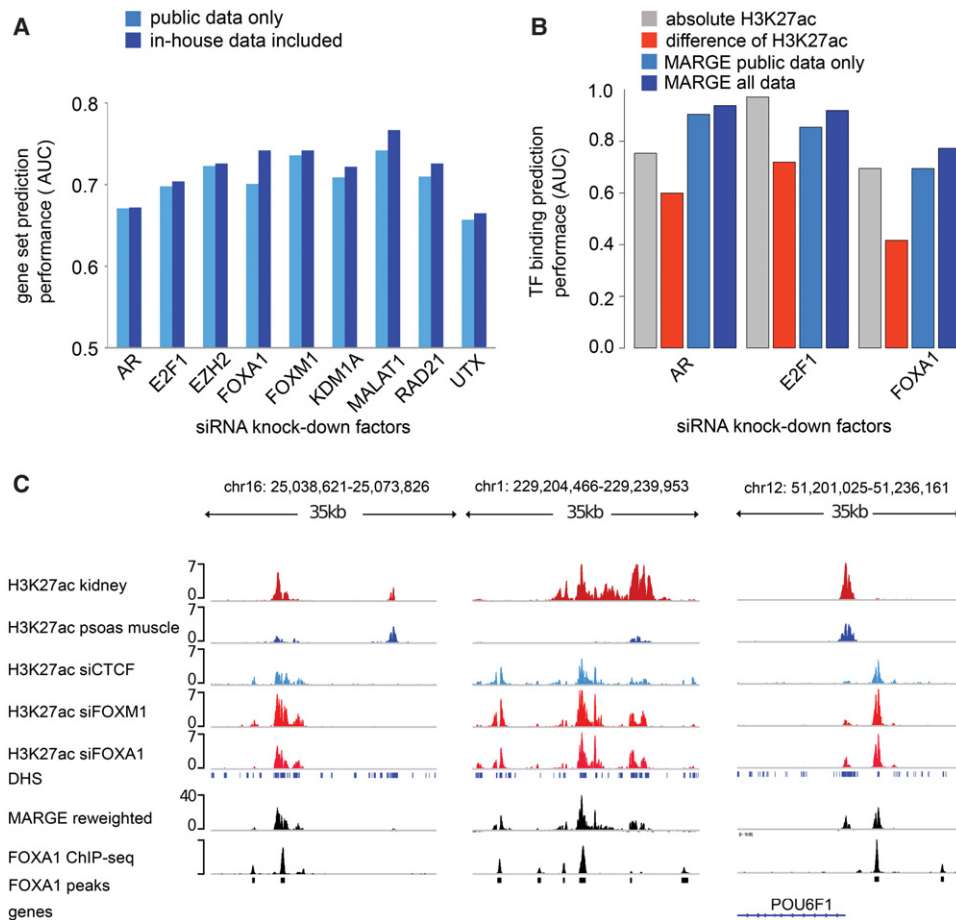 A
public data only
in-house data included
gene set prediction
performance ( AUC)
0.8
0.7
0.6
0.5
AR
E2F1
EZH2
FOXA1
FOXM1
KDM1A
MALAT1
RAD21
UTX
siRNA knock-down factors
B
absolute H3K27ac
difference of H3K27ac
MARGE public data only
MARGE all data
TF binding prediction
performace (AUC)
1.0
0.8
0.6
0.4
0.2
0.0
AR
E2F1
FOXA1
siRNA knock-down factors
C
chr16: 25,038,621-25,073,826
chr1: 229,204,466-229,239,953
chr12: 51,201,025-51,236,161
35kb
35kb
35kb
H3K27ac kidney
7
0
H3K27ac psoas muscle
7
0
H3K27ac siCTCF
7
0
H3K27ac siFOXM1
7
0
H3K27ac siFOXA1
7
0
DHS
MARGE reweighted
40
0
FOXA1 ChIP-seq
FOXA1 peaks
genes
POU6F1